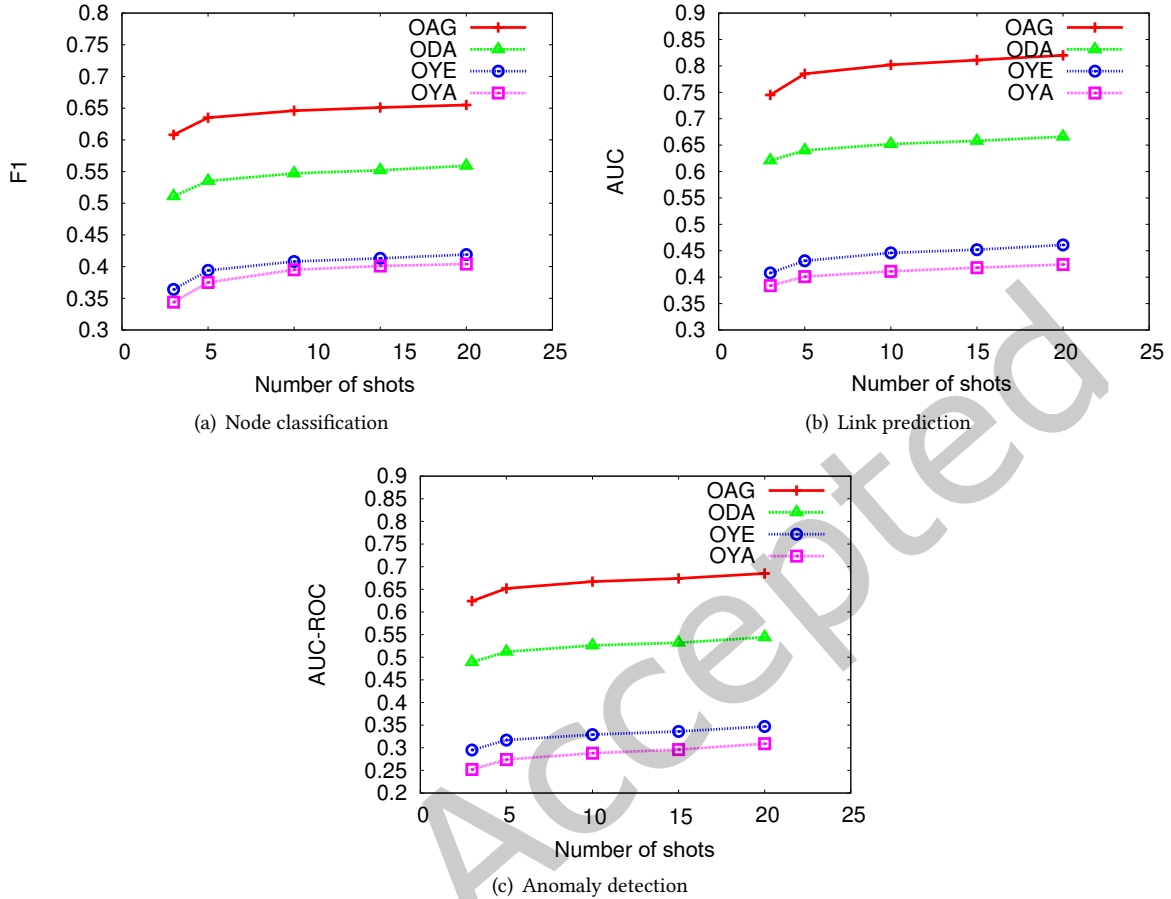 0.8
0.75
0.7
0.65
0.6
0.55
0.5
0.45
0.4
0.35
0.3
0 5 10 15 20 25
F1
Number of shots
OAG
ODA
OYE
OYA
(a) Node classification
0.9
0.85
0.8
0.75
0.7
0.65
0.6
0.55
0.5
0.45
0.4
0.35
0.3
0 5 10 15 20 25
AUC
Number of shots
OAG
ODA
OYE
OYA
(b) Link prediction
0.9
0.85
0.8
0.75
0.7
0.65
0.6
0.55
0.5
0.45
0.4
0.35
0.3
0.25
0.2
0 5 10 15 20 25
AUC-ROC
Number of shots
OAG
ODA
OYE
OYA
(c) Anomaly detection
Accepted